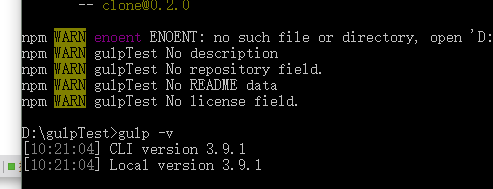 -- clone@0.2.0
npm WARN enoent ENOENT: no such file or directory, open 'D:
npm WARN gulpTest No description
npm WARN gulpTest No repository field.
npm WARN gulpTest No README data
npm WARN gulpTest No license field.
D:\gulpTest>gulp -v
[10:21:04] CLI version 3.9.1
[10:21:04] Local version 3.9.1